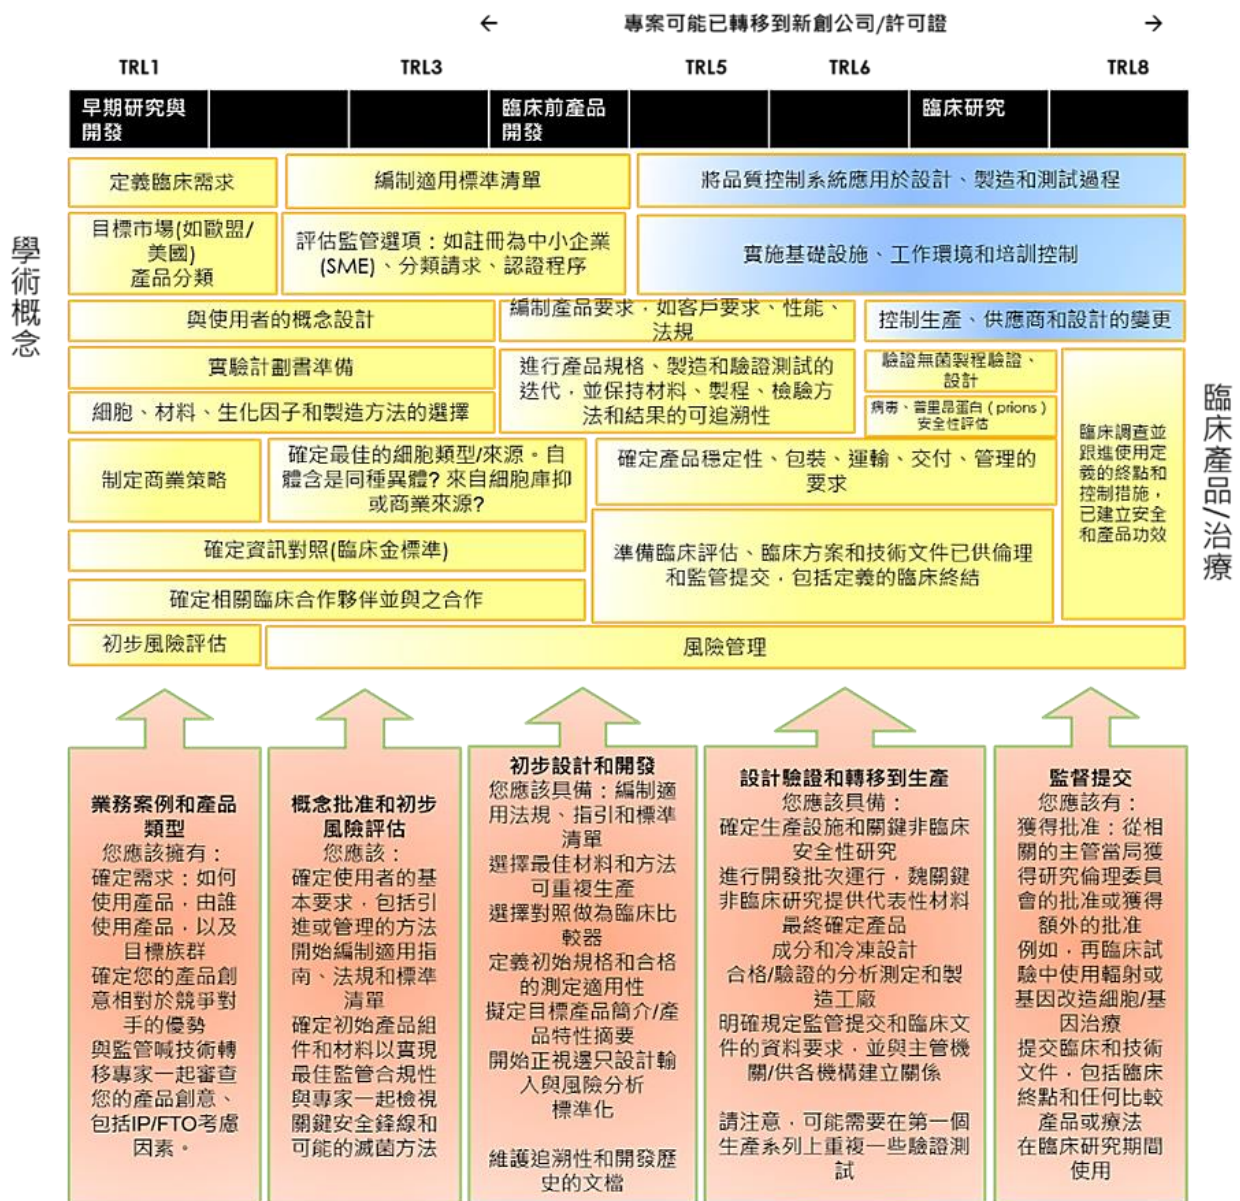 ← 專案可能已轉移到新創公司/許可證 →
TRL1 TRL3 TRL5 TRL6 TRL8
早期研究與
開發
臨床前產品
開發
臨床研究
學術概念
臨床產品/治療
定義臨床需求
編制適用標準清單
將品質控制系統應用於設計、製造和測試過程
目標市場(如歐盟/
美國)
產品分類
評估監管選項：如註冊為中小企業
(SME)、分類請求、認證程序
實施基礎設施、工作環境和培訓控制
與使用者的概念設計
編制產品要求，如客戶要求、性能、
法規
控制生產、供應商和設計的變更
實驗計劃書準備
進行產品規格、製造和驗證測試的
迭代，並保持材料、製程、檢驗方
法和結果的可追溯性
驗證無菌製程驗證、
設計
細胞、材料、生化因子和製造方法的選擇
病毒、普里昂蛋白（prions）
安全性評估
臨床調查並
跟進使用定
義的終點和
控制措施，
已建立安全
和產品功效
制定商業策略
確定最佳的細胞類型/來源。自
體含是同種異體? 來自細胞庫抑
或商業來源?
確定產品穩定性、包裝、運輸、交付、管理的
要求
確定資訊對照(臨床金標準)
準備臨床評估、臨床方案和技術文件已供倫理
和監管提交，包括定義的臨床終結
確定相關臨床合作夥伴並與之合作
初步風險評估
風險管理
業務案例和產品
類型
您應該擁有：
確定需求：如何
使用產品，由誰
使用產品，以及
目標族群
確定您的產品創
意相對於競爭對
手的優勢
與監管喊技術轉
移專家一起審查
您的產品創意、
包括IP/FTO考慮
因素。
概念批准和初步
風險評估
您應該：
確定使用者的基
本要求，包括引
進或管理的方法
開始編制適用指
南、法規和標準
清單
確定初始產品組
件和材料以實現
最佳監管合規性
與專家一起檢視
關鍵安全鋒線和
可能的滅菌方法
初步設計和開發
您應該具備：編制適
用法規、指引和標準
清單
選擇最佳材料和方法
可重複生產
選擇對照做為臨床比
較器
定義初始規格和合格
的測定適用性
擬定目標產品簡介/產
品特性摘要
開始正視邊只設計輸
入與風險分析
標準化
維護追溯性和開發歷
史的文檔
設計驗證和轉移到生產
您應該具備：
確定生產設施和關鍵非臨床
安全性研究
進行開發批次運行，魏關鍵
非臨床研究提供代表性材料
最終確定產品
成分和冷凍設計
合格/驗證的分析測定和製
造工廠
明確規定監管提交和臨床文
件的資料要求，並與主管機
關/供各機構建立關係
請注意，可能需要在第一個
生產系列上重複一些驗證測
試
監督提交
您應該有：
獲得批准：從相
關的主管當局獲
得研究倫理委員
會的批准或獲得
額外的批准
例如，再臨床試
驗中使用輻射或
基因改造細胞/基
因治療
提交臨床和技術
文件，包括臨床
終點和任何比較
產品或療法
在臨床研究期間
使用